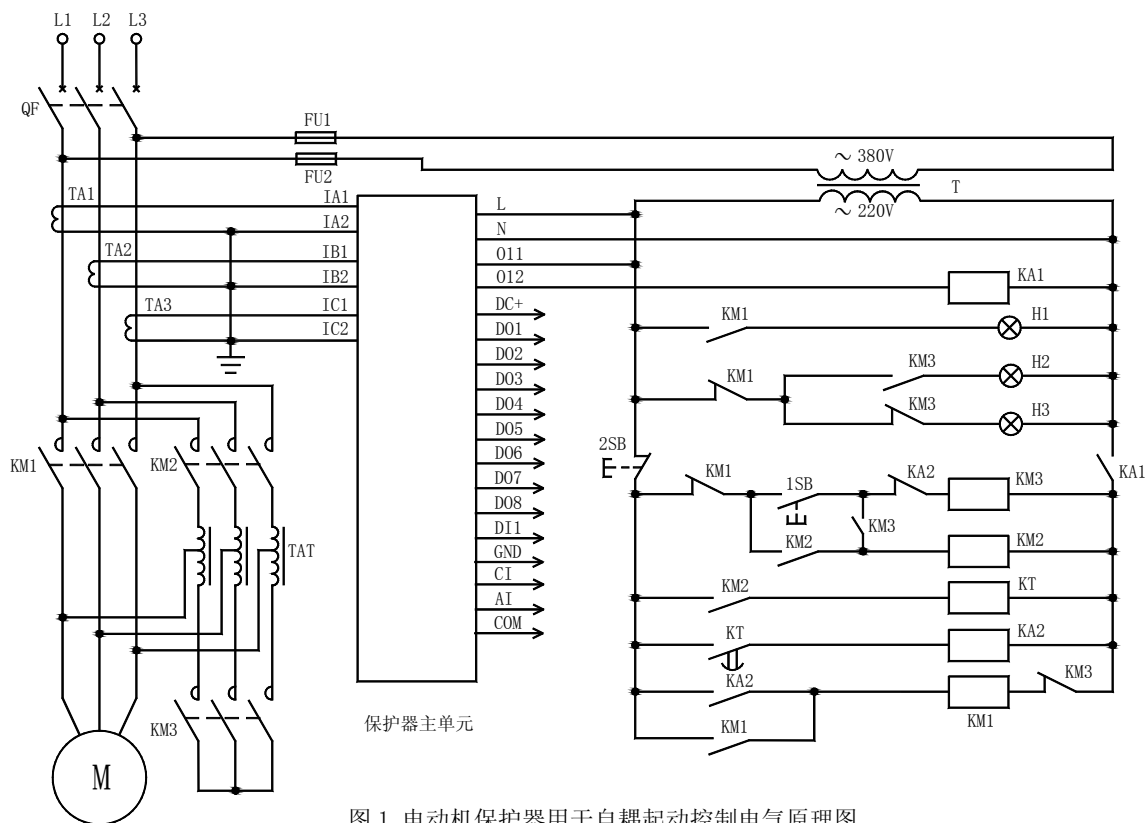 L1 L2 L3
QF
FU1
FU2
~380V
T
~220V
TA1
TA2
TA3
IA1
IA2
IB1
IB2
IC1
IC2
L
N
O11
O12
DC+
DO1
DO2
DO3
DO4
DO5
DO6
DO7
DO8
DI1
GND
CI
AI
COM
保护器主单元
KM1
KM2
TAT
KM3
M
KA1
KM1 H1
KM1 KM3 H2
KM3 H3
2SB
KA1
KM1 1SB KA2 KM3
KM3
KM2 KM2
KM2 KT
KT KA2
KA2 KM1 KM3
KM1
图 1 电动机保护器用于自耦起动控制电气原理图